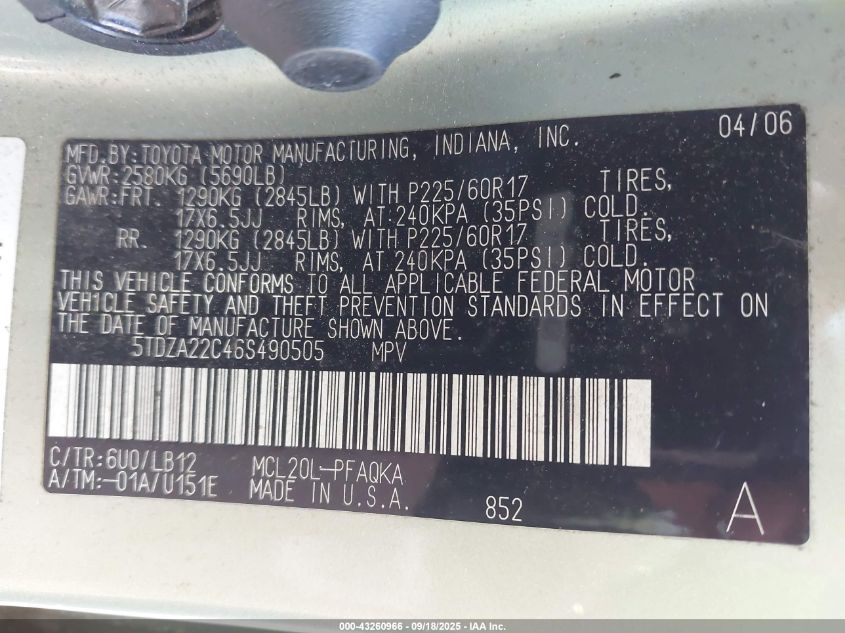 04/06
MFD.BY:TOYOTA MOTOR MANUFACTURING, INDIANA, INC.
GVWR:2580KG (5690LB)
GAWR:FRT. 1290KG (2845LB) WITH P225/60R17 TIRES,
17X6.5JJ RIMS, AT 240KPA (35PSI) COLD.
RR. 1290KG (2845LB) WITH P225/60R17 TIRES,
17X6.5JJ RIMS, AT 240KPA (35PSI) COLD.
THIS VEHICLE CONFORMS TO ALL APPLICABLE FEDERAL MOTOR
VEHICLE SAFETY AND THEFT PREVENTION STANDARDS IN EFFECT ON
THE DATE OF MANUFACTURE SHOWN ABOVE.
5TDZA22C46S490505 MPV
C/TR:6U0/LB12 MCL20L-PFAQKA
A/TM:-01A/U151E MADE IN U.S.A.
852 A
000-43260966 - 09/18/2025 - IAA Inc.